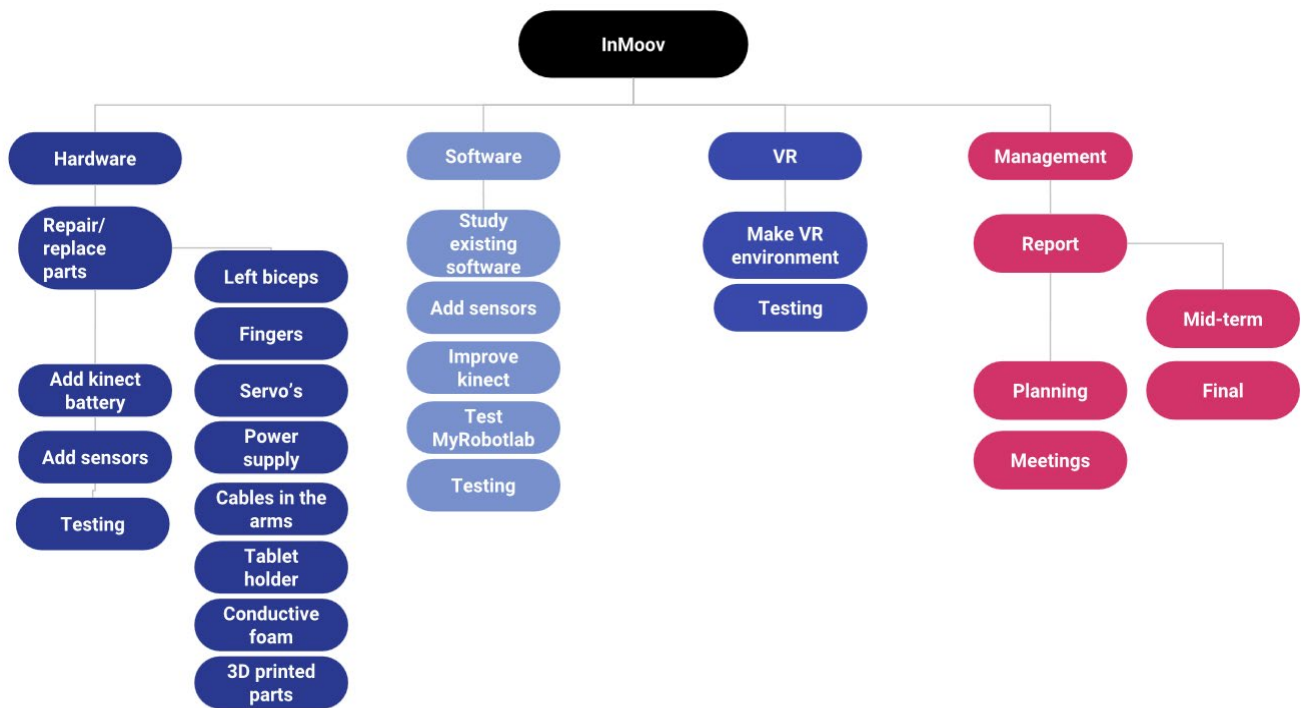 InMoov
Hardware
Repair/
replace
parts
Left biceps
Fingers
Servo's
Power
supply
Cables in the
arms
Tablet
holder
Conductive
foam
3D printed
parts
Add kinect
battery
Add sensors
Testing
Software
Study
existing
software
Add sensors
Improve
kinect
Test
MyRobotlab
Testing
VR
Make VR
environment
Testing
Management
Report
Mid-term
Final
Planning
Meetings